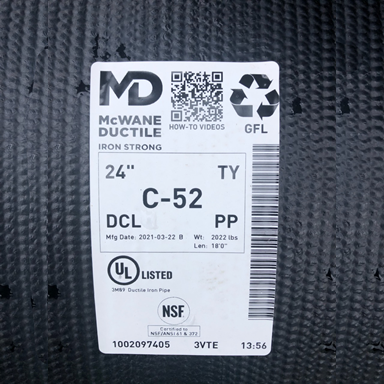 MD
McWANE
DUCTILE
IRON STRONG
HOW-TO VIDEOS
GFL
24" TY
C-52
DCL PP
Mfg Date: 2021-03-22 B Wt: 2022 lbs
Len: 18'0"
UL LISTED
3M89 Ductile Iron Pipe
NSF
Certified to
NSF/ANSI 61 & 372
1002097405 3VTE 13:56